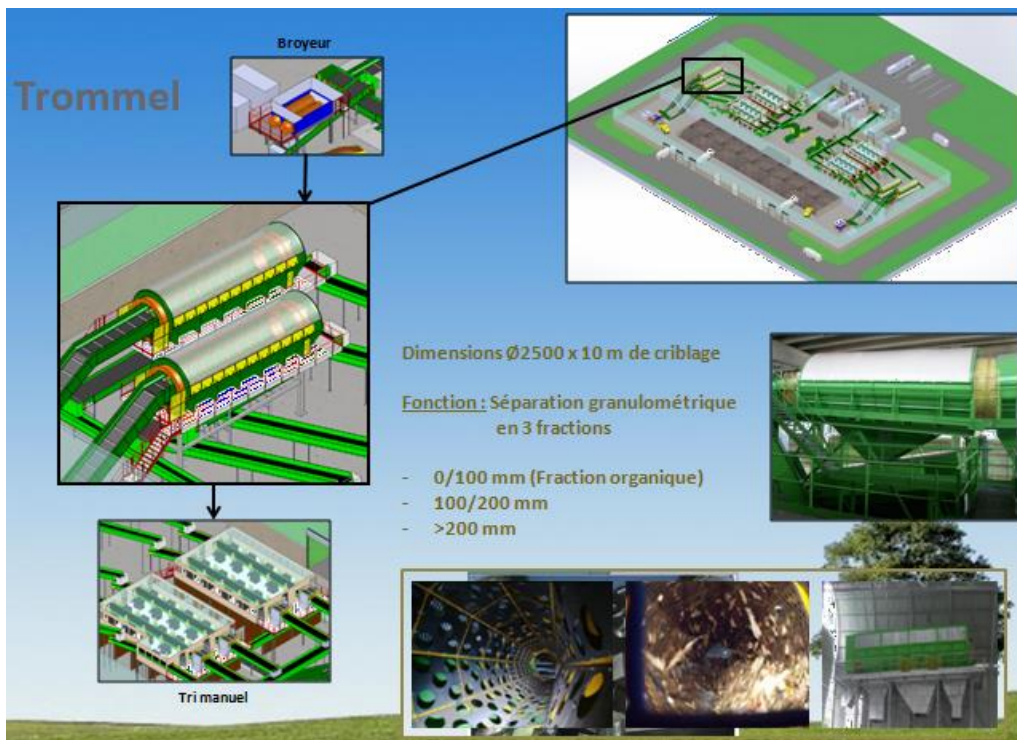 Broyeur
Trommel
Dimensions Ø2500 x 10 m de criblage
Fonction : Séparation granulométrique
en 3 fractions
- 0/100 mm (Fraction organique)
- 100/200 mm
- >200 mm
Tri manuel